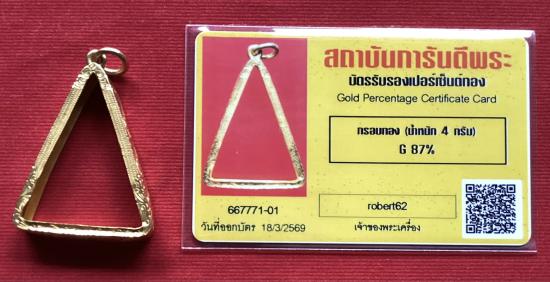 สถาบันการันตีพระ
บัตรรับรองเปอร์เซ็นต์ทอง
Gold Percentage Certificate Card
กรอบทอง (น้ำหนัก 4 กรัม)
G 87%
667771-01
วันที่ออกบัตร 18/3/2569
robert62
เจ้าของพระเครื่อง